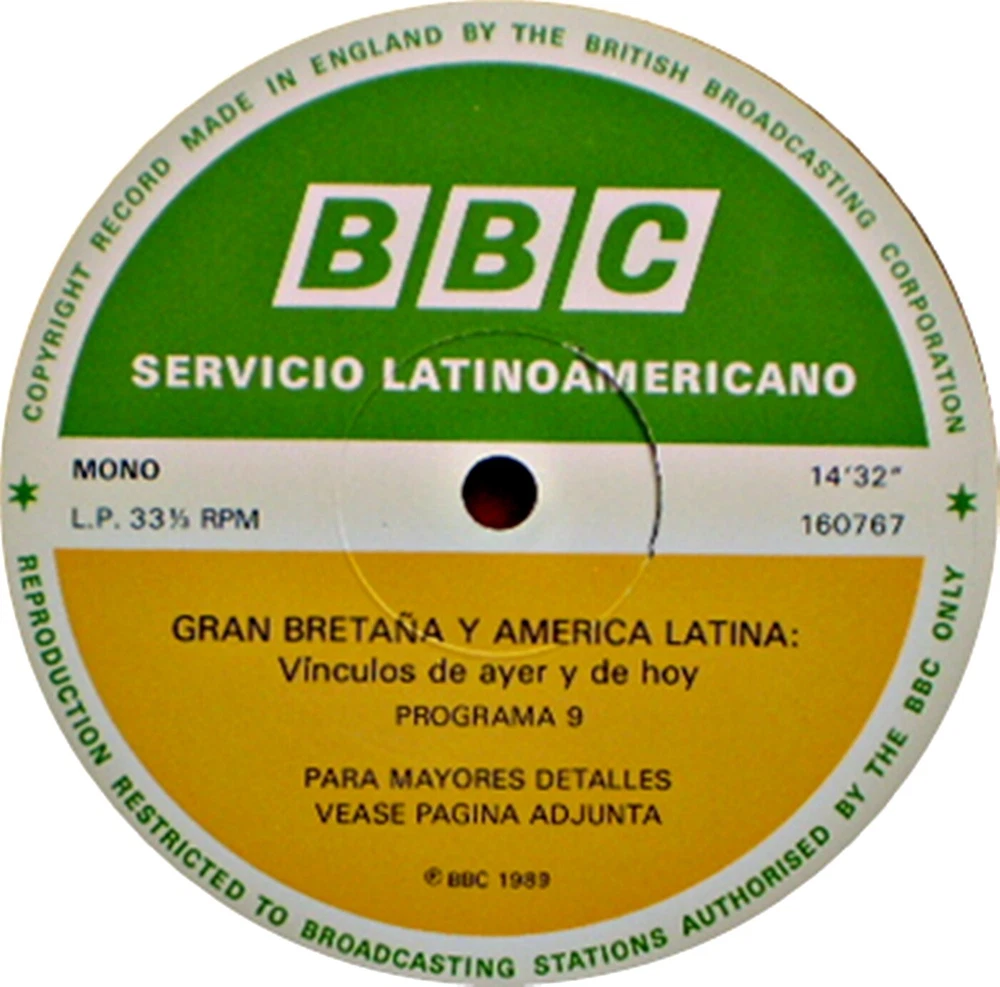 COPYRIGHT RECORD MADE IN ENGLAND BY THE BRITISH BROADCASTING CORPORATION
BBC
SERVICIO LATINOAMERICANO
MONO
14'32"
L.P. 33⅓ RPM
160767
GRAN BRETAÑA Y AMERICA LATINA:
Vínculos de ayer y de hoy
PROGRAMA 9
PARA MAYORES DETALLES
VEASE PAGINA ADJUNTA
℗ BBC 1989
REPRODUCTION RESTRICTED TO BROADCASTING STATIONS AUTHORISED BY THE BBC ONLY